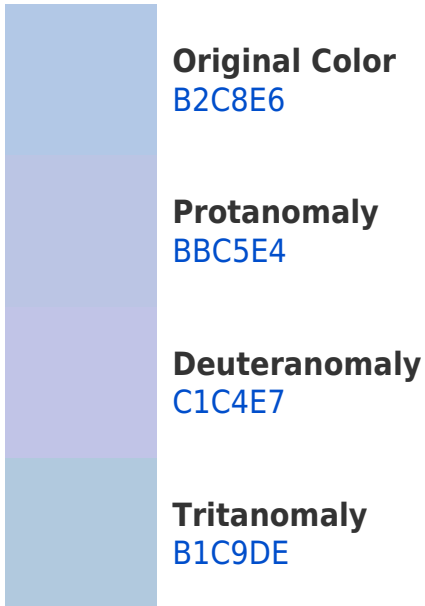 Original Color
B2C8E6
Protanomaly
BBC5E4
Deuteranomaly
C1C4E7
Tritanomaly
B1C9DE